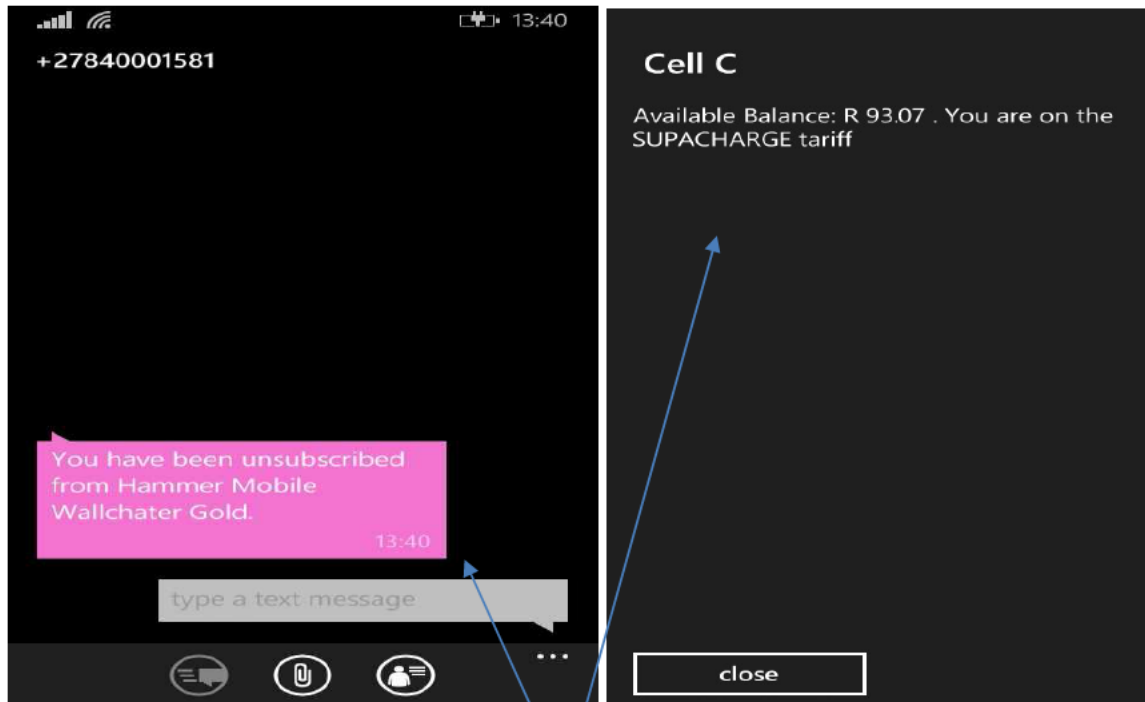 13:40
+27840001581
You have been unsubscribed
from Hammer Mobile
Wallchater Gold.
13:40
type a text message
Cell C
Available Balance: R 93.07 . You are on the
SUPACHARGE tariff
close